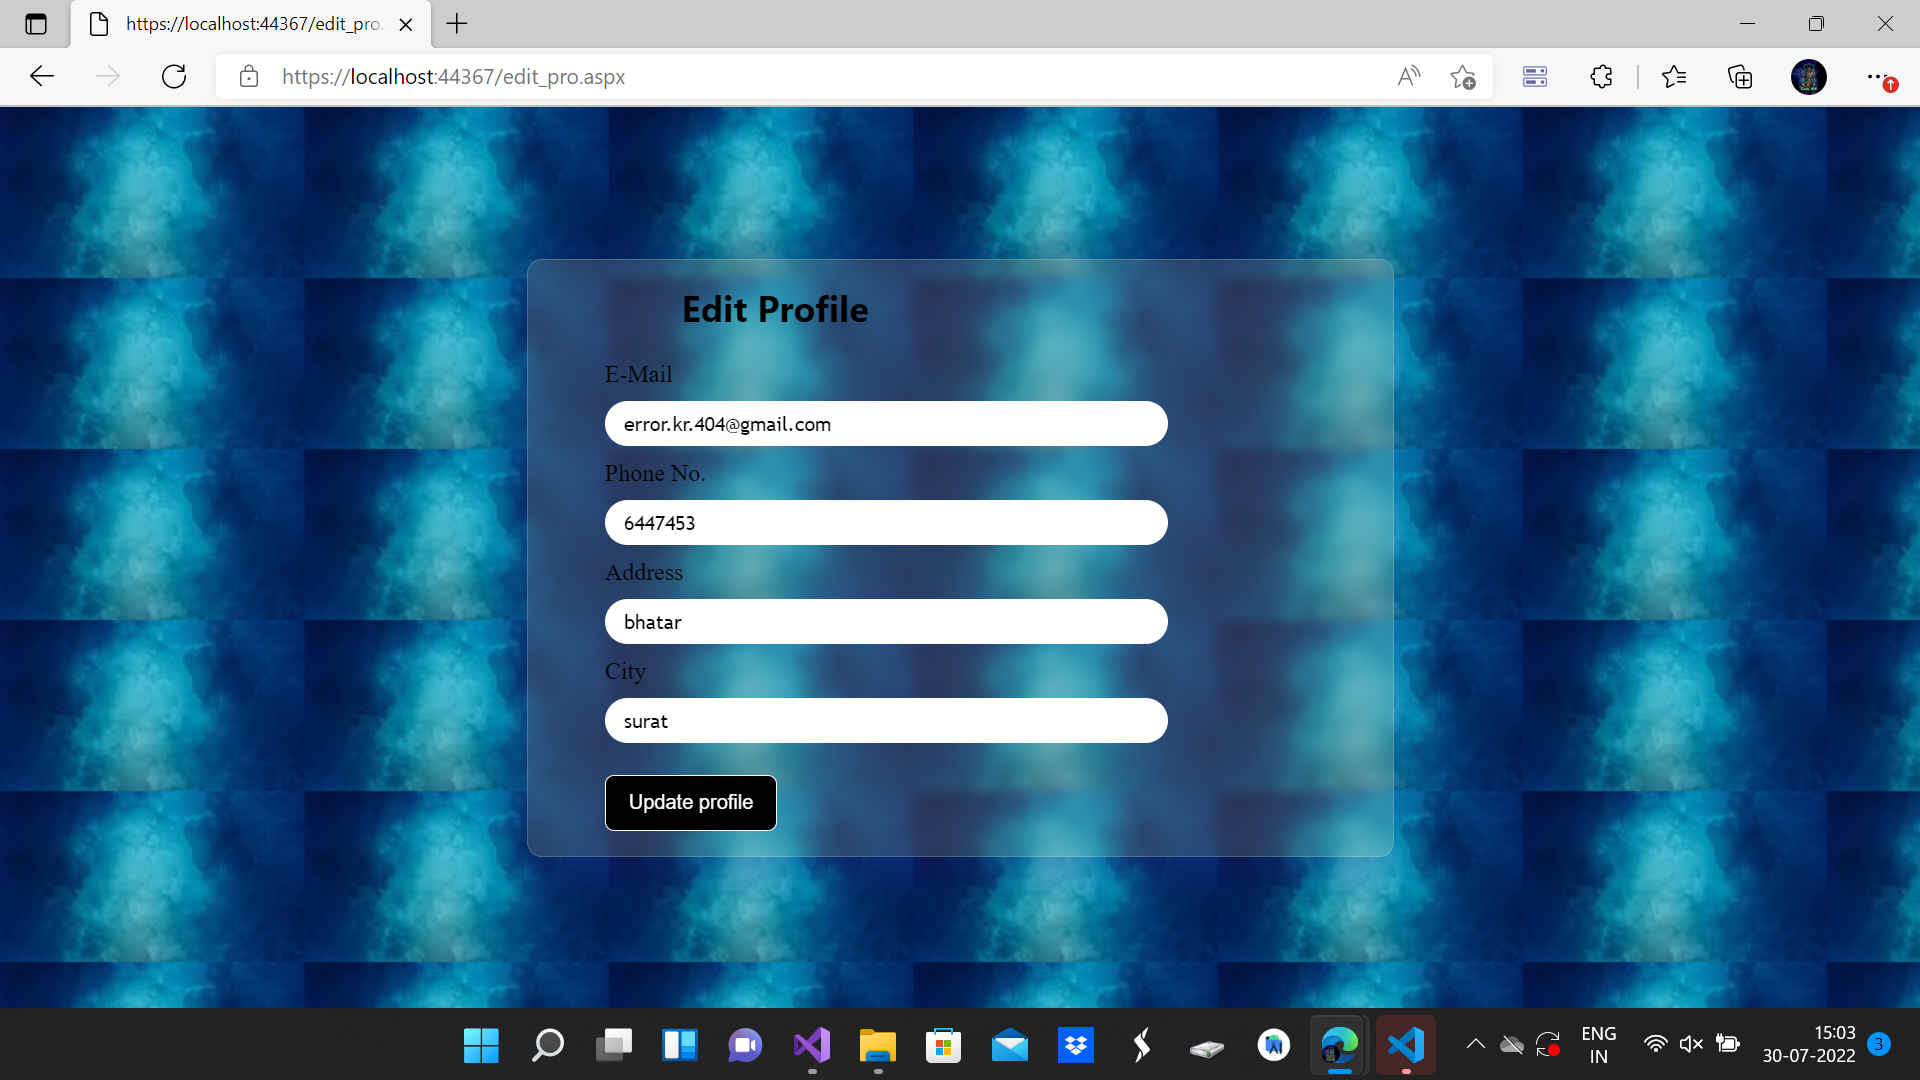 https://localhost:44367/edit_pro.
https://localhost:44367/edit_pro.aspx
Edit Profile
E-Mail
error.kr.404@gmail.com
Phone No.
6447453
Address
bhatar
City
surat
Update profile
ENG
IN
15:03
30-07-2022
3